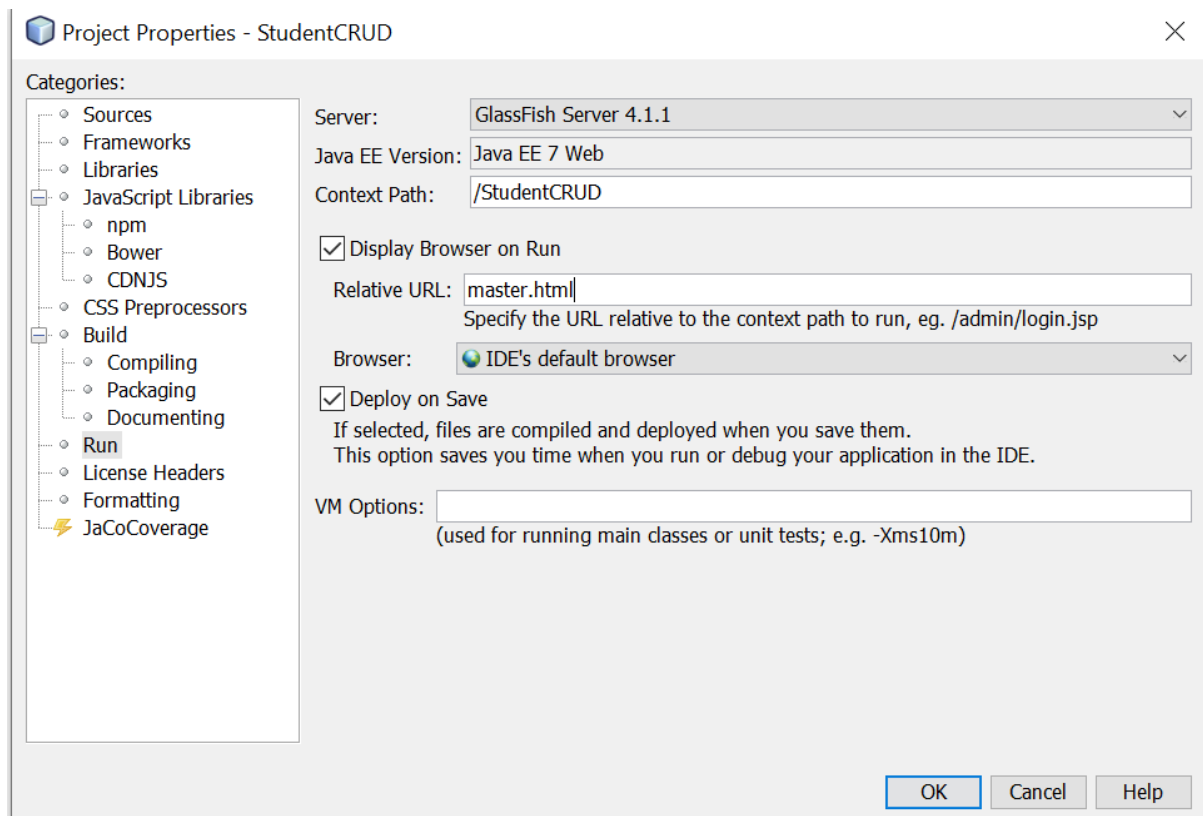 Project Properties - StudentCRUD
Categories:
Sources
Frameworks
Libraries
JavaScript Libraries
npm
Bower
CDNJS
CSS Preprocessors
Build
Compiling
Packaging
Documenting
Run
License Headers
Formatting
JaCoCoverage
Server: GlassFish Server 4.1.1
Java EE Version: Java EE 7 Web
Context Path: /StudentCRUD
Display Browser on Run
Relative URL: master.html
Specify the URL relative to the context path to run, eg. /admin/login.jsp
Browser: IDE's default browser
Deploy on Save
If selected, files are compiled and deployed when you save them.
This option saves you time when you run or debug your application in the IDE.
VM Options:
(used for running main classes or unit tests; e.g. -Xms10m)
OK Cancel Help